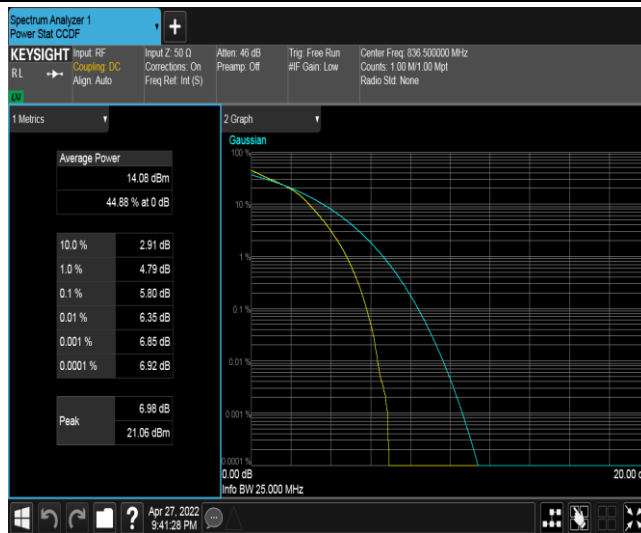 Spectrum Analyzer 1
Power Stat CCDF
KEYSIGHT
RL
Input: RF
Coupling: DC
Align: Auto
Input Z: 50 Ω
Corrections: On
Freq Ref: Int (S)
Atten: 46 dB
Preamp: Off
Trig: Free Run
#IF Gain: Low
Center Freq: 836.500000 MHz
Counts: 1.00 M/1.00 Mpt
Radio Std: None
1 Metrics
Average Power
14.08 dBm
44.88 % at 0 dB
10.0 % 2.91 dB
1.0 % 4.79 dB
0.1 % 5.80 dB
0.01 % 6.35 dB
0.001 % 6.85 dB
0.0001 % 6.92 dB
Peak
6.98 dB
21.06 dBm
2 Graph
Gaussian
100 %
10 %
1 %
0.1 %
0.01 %
0.001 %
0.0001 %
0.00 dB
20.00
Info BW 25.000 MHz
Apr 27, 2022
9:41:28 PM